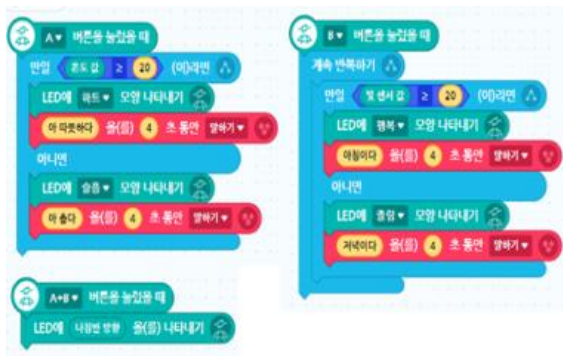 A 버튼을 눌렀을 때
만일 온도 값 ≥ 20 (이)라면
LED에 하트 모양 나타내기
아 따뜻하다 을(를) 4 초 동안 말하기
아니면
LED에 슬픔 모양 나타내기
아 춥다 을(를) 4 초 동안 말하기
A+B 버튼을 눌렀을 때
LED에 나침반 방향 을(를) 나타내기
B 버튼을 눌렀을 때
계속 반복하기
만일 빛 센서 값 ≥ 20 (이)라면
LED에 행복 모양 나타내기
아침이다 을(를) 4 초 동안 말하기
아니면
LED에 졸림 모양 나타내기
저녁이다 을(를) 4 초 동안 말하기